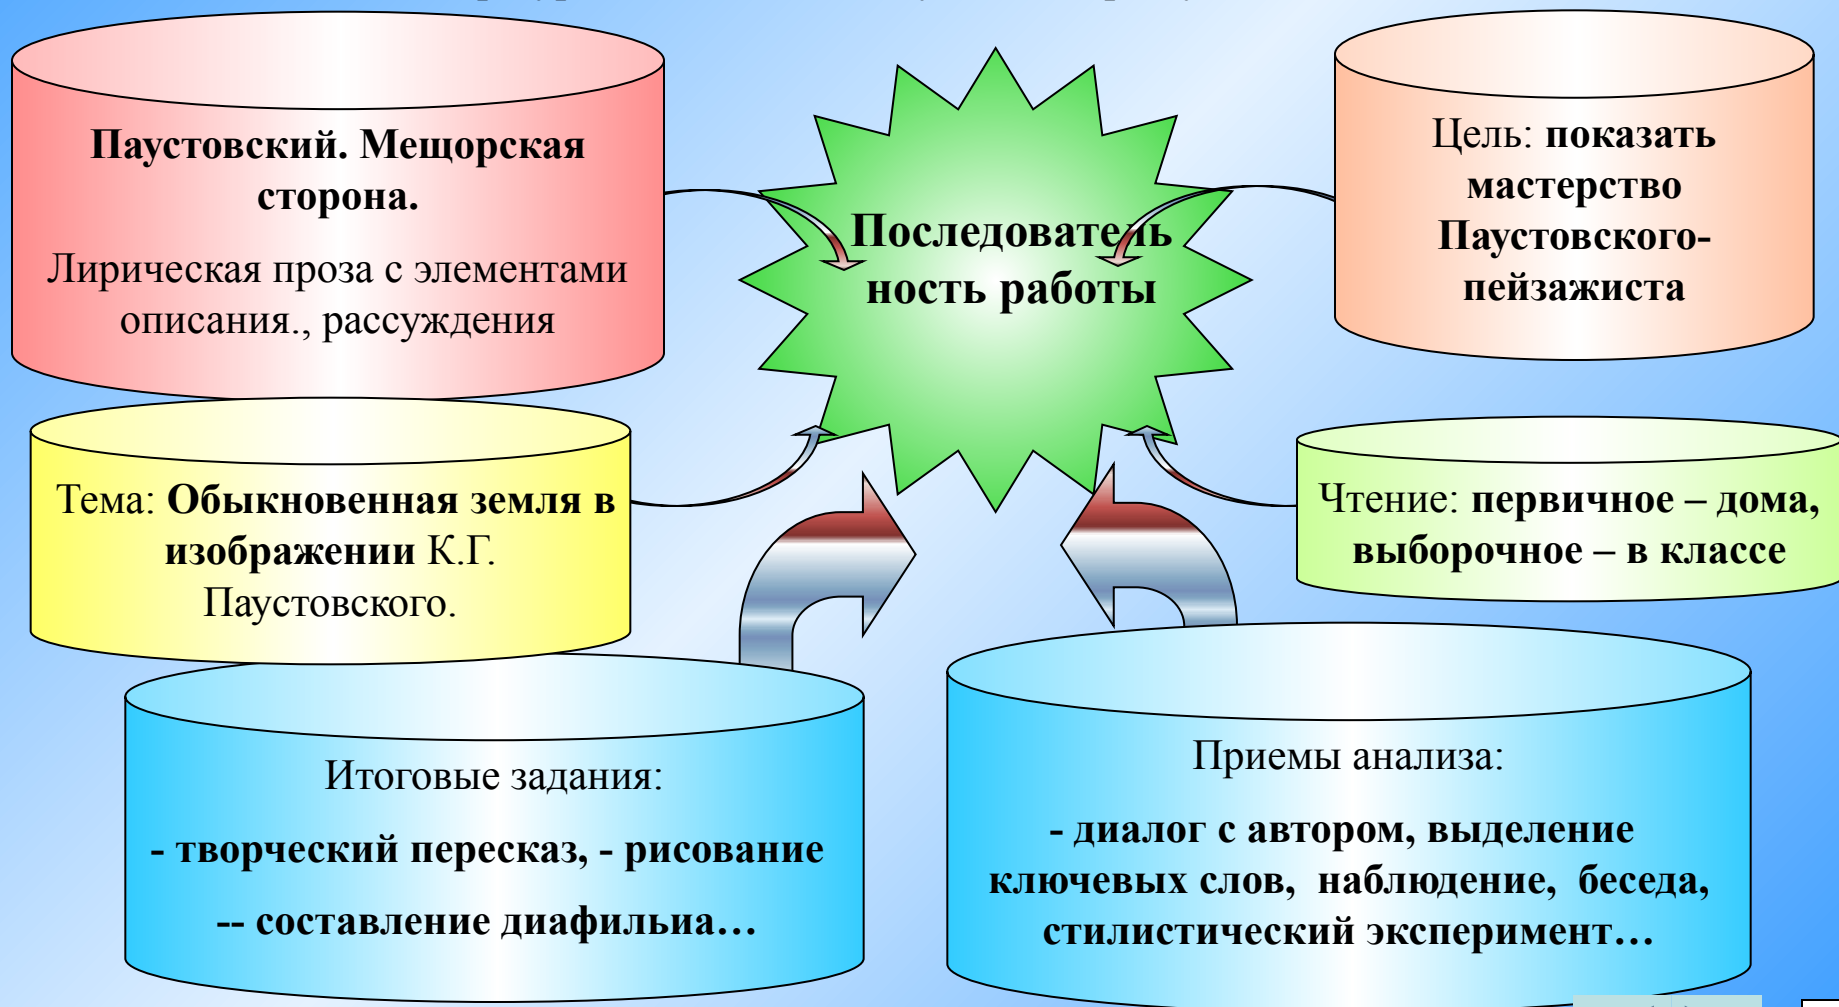 Паустовский. Мещорская
сторона.
Лирическая проза с элементами
описания., рассуждения
Последователь
ность работы
Цель: показать
мастерство
Паустовского-
пейзажиста
Тема: Обыкновенная земля в
изображении К.Г.
Паустовского.
Чтение: первичное – дома,
выборочное – в классе
Итоговые задания:
- творческий пересказ, - рисование
-- составление диафильиа…
Приемы анализа:
- диалог с автором, выделение
ключевых слов, наблюдение, беседа,
стилистический эксперимент…